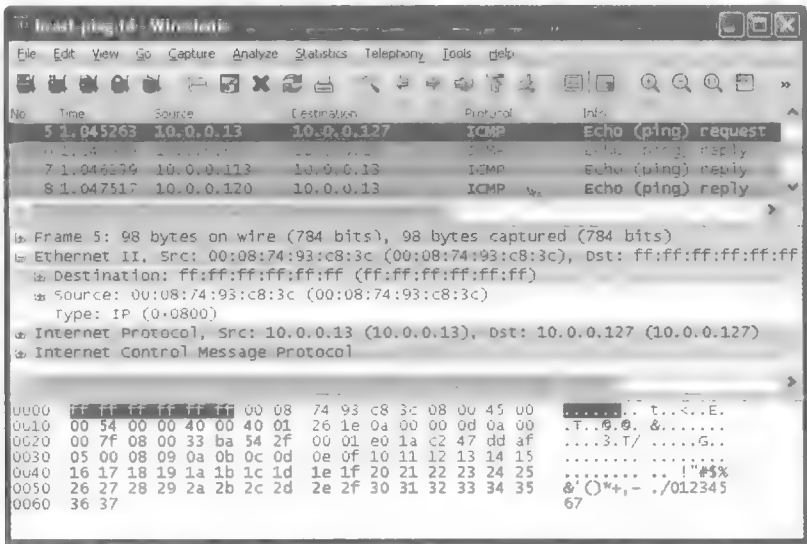 File Edit View Go Capture Analyze Statistics Telephony Tools Help
No. Time Source Destination Protocol Info
5 1.045263 10.0.0.13 10.0.0.127 ICMP Echo (ping) request
reply
7 10.0.0.113 10.0.0.13 ICMP Echo (ping) reply
8 1.047517 10.0.0.120 10.0.0.13 ICMP Echo (ping) reply
Frame 5: 98 bytes on wire (784 bits), 98 bytes captured (784 bits)
Ethernet II, Src: 00:08:74:93:c8:3c (00:08:74:93:c8:3c), Dst: ff:ff:ff:ff:ff:ff
Destination: ff:ff:ff:ff:ff:ff (ff:ff:ff:ff:ff:ff)
Source: 00:08:74:93:c8:3c (00:08:74:93:c8:3c)
Type: IP (0x0800)
Internet Protocol, Src: 10.0.0.13 (10.0.0.13), Dst: 10.0.0.127 (10.0.0.127)
Internet Control Message Protocol
0000 ff ff ff ff ff ff 00 08 74 93 c8 3c 08 00 45 00 ........ t..<..E.
0010 00 54 00 00 40 00 40 01 26 1e 0a 00 00 0d 0a 00 .T..@.@. &.......
0020 00 7f 08 00 33 ba 54 2f 00 01 e0 1a c2 47 dd af ....3.T/ .....G..
0030 05 00 08 09 0a 0b 0c 0d 0e 0f 10 11 12 13 14 15 ........ ........
0040 16 17 18 19 1a 1b 1c 1d 1e 1f 20 21 22 23 24 25 ........ .. !"#$%
0050 26 27 28 29 2a 2b 2c 2d 2e 2f 30 31 32 33 34 35 &'()*+,- ./012345
0060 36 37 67